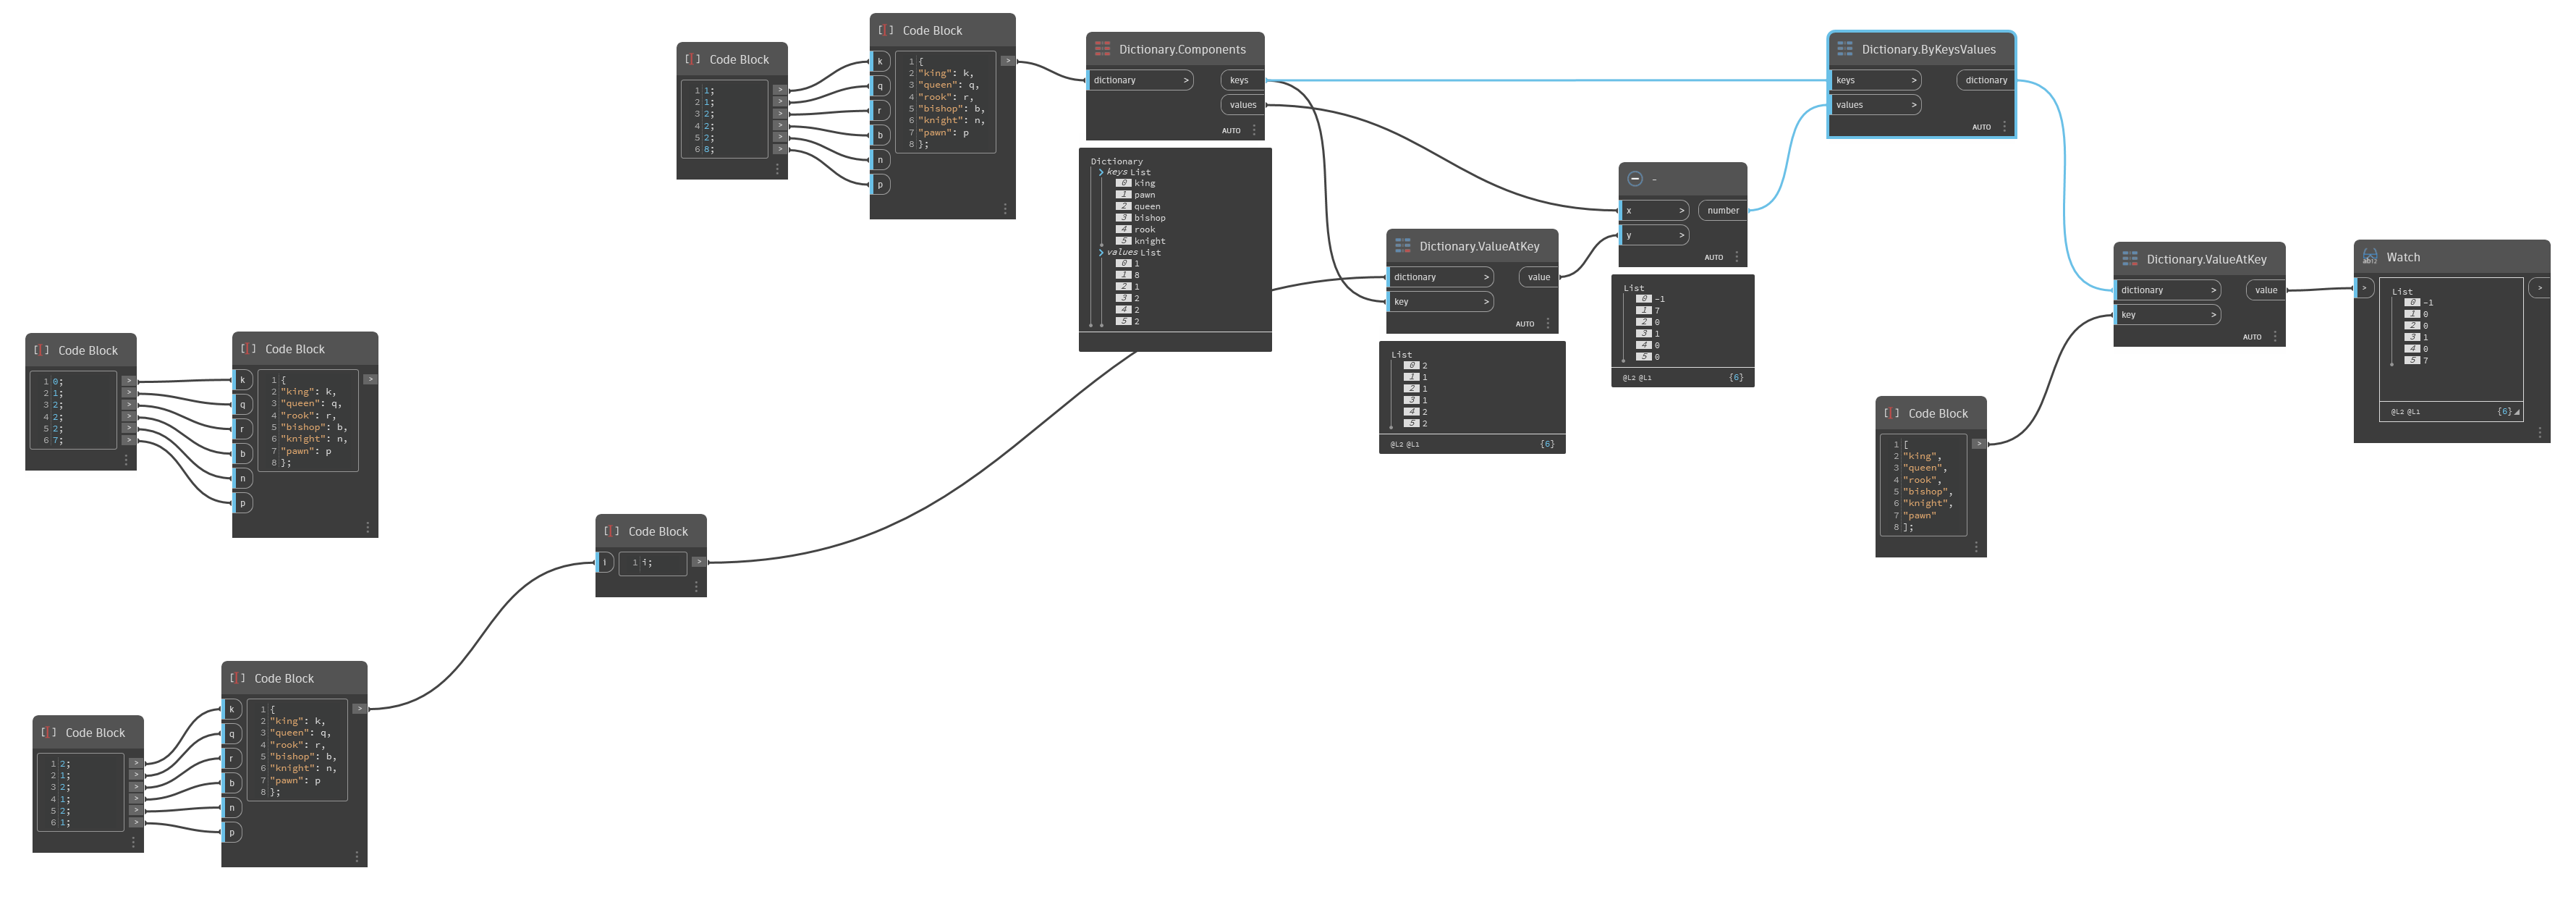 Code Block
1 1;
2 1;
3 2;
4 2;
5 2;
6 8;
>
>
>
>
>
>
Code Block
k
q
r
b
n
p
1 {
2 "king": k,
3 "queen": q,
4 "rook": r,
5 "bishop": b,
6 "knight": n,
7 "pawn": p
8 };
>
Dictionary.Components
dictionary >
keys
values
AUTO
Dictionary
keys List
0 king
1 pawn
2 queen
3 bishop
4 rook
5 knight
values List
0 1
1 8
2 1
3 2
4 2
5 2
Dictionary.ValueAtKey
dictionary >
key >
value
AUTO
List
0 2
1 1
2 1
3 1
4 2
5 2
@L2 @L1 {6}
-
x >
y >
number
AUTO
List
0 -1
1 7
2 0
3 1
4 0
5 0
@L2 @L1 {6}
Dictionary.ByKeysValues
keys >
values >
dictionary
AUTO
Dictionary.ValueAtKey
dictionary >
key >
value
AUTO
Watch
>
>
List
0 -1
1 0
2 0
3 1
4 0
5 7
@L2 @L1 {6}
Code Block
1 [
2 "king",
3 "queen",
4 "rook",
5 "bishop",
6 "knight",
7 "pawn"
8 ];
>
Code Block
1 0;
2 1;
3 2;
4 2;
5 2;
6 7;
>
>
>
>
>
>
Code Block
k
q
r
b
n
p
1 {
2 "king": k,
3 "queen": q,
4 "rook": r,
5 "bishop": b,
6 "knight": n,
7 "pawn": p
8 };
>
Code Block
i
1 i;
>
Code Block
1 2;
2 1;
3 2;
4 1;
5 2;
6 1;
>
>
>
>
>
>
Code Block
k
q
r
b
n
p
1 {
2 "king": k,
3 "queen": q,
4 "rook": r,
5 "bishop": b,
6 "knight": n,
7 "pawn": p
8 };
>